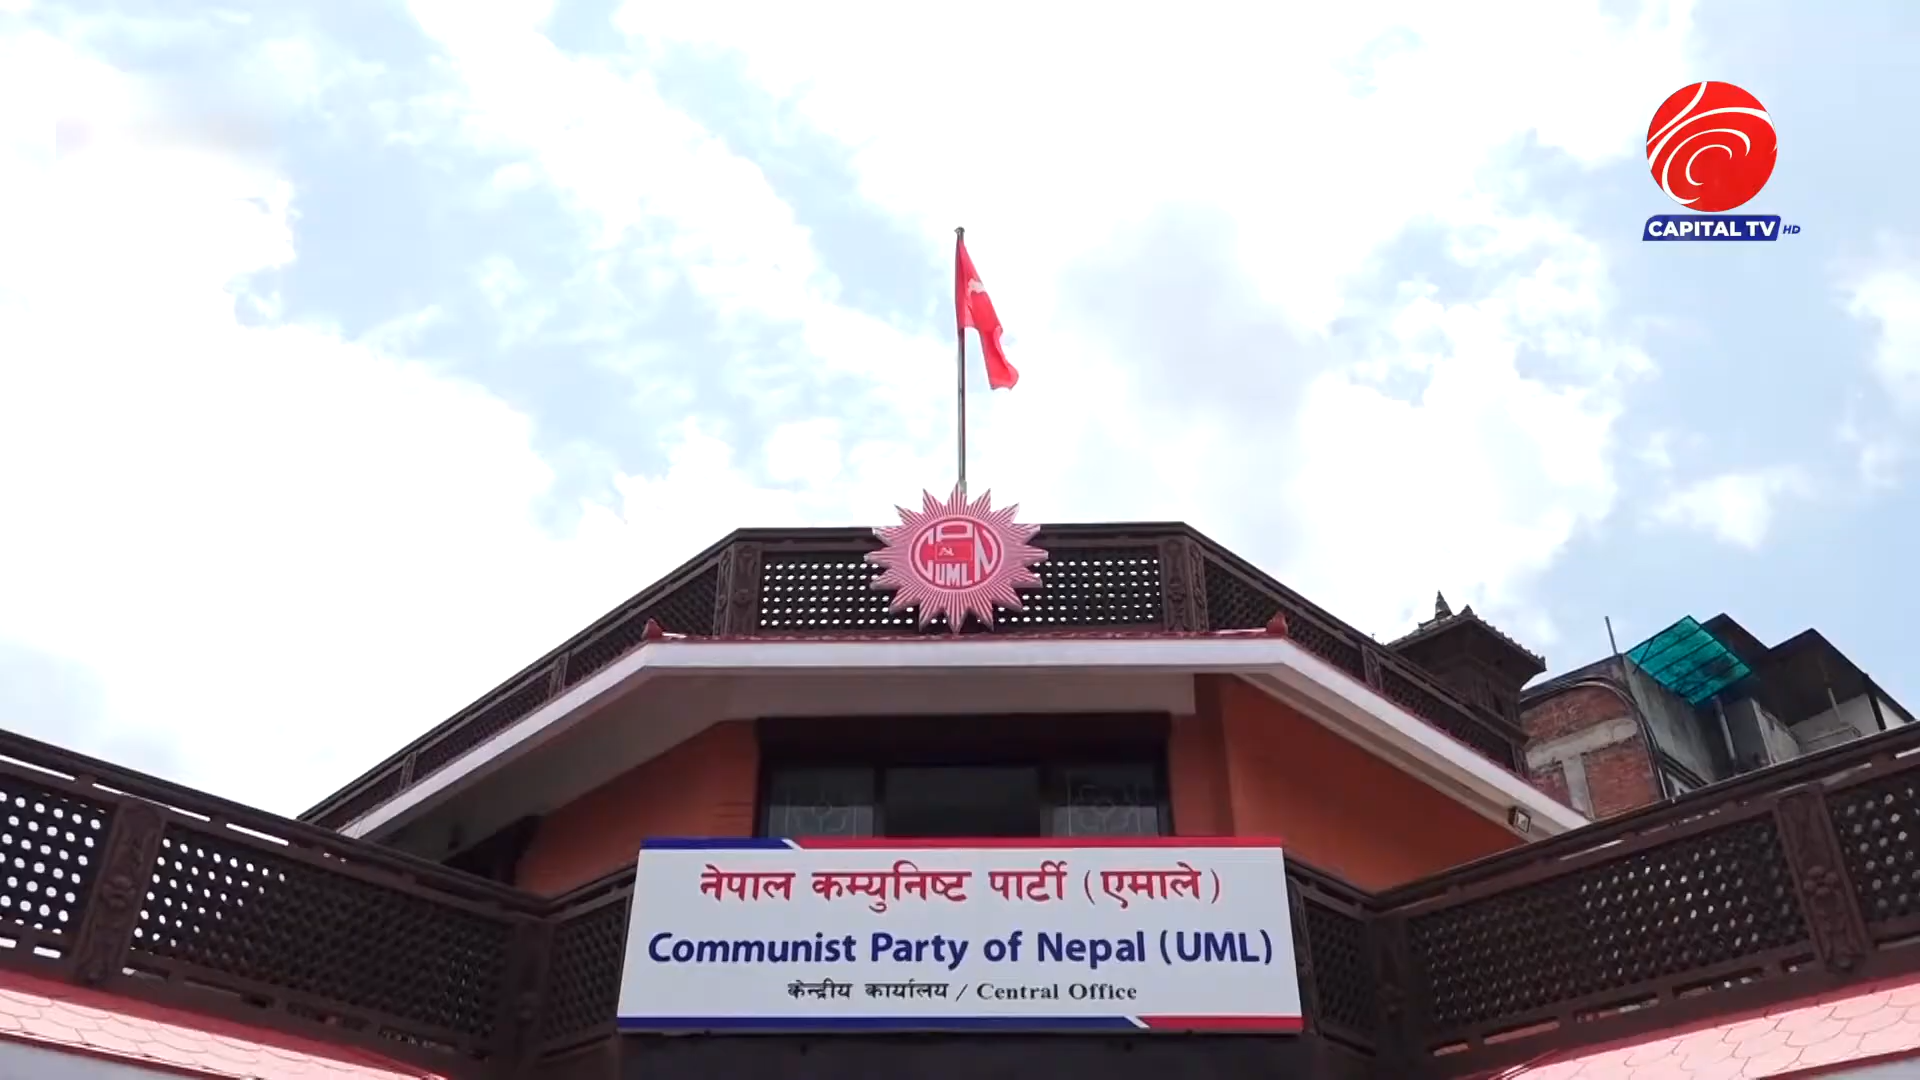 CAPITAL TV HD
CPN
UML
नेपाल कम्युनिष्ट पार्टी (एमाले)
Communist Party of Nepal (UML)
केन्द्रीय कार्यालय / Central Office